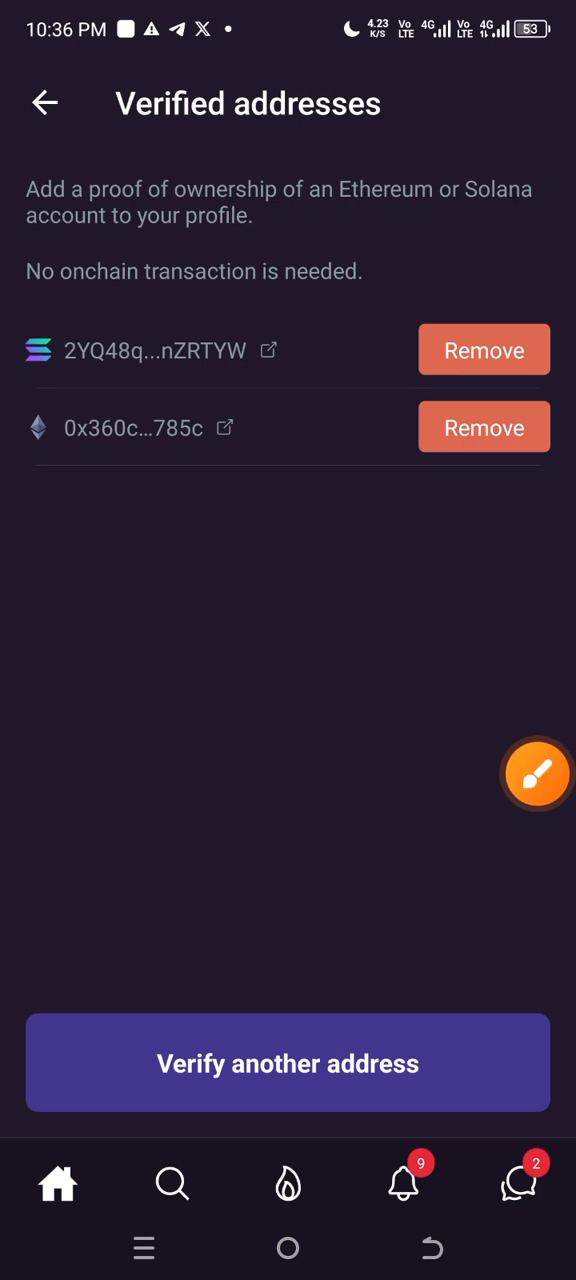 10:36 PM
4.23 K/S Vo LTE 4G Vo LTE 4G 53
Verified addresses
Add a proof of ownership of an Ethereum or Solana
account to your profile.
No onchain transaction is needed.
2YQ48q...nZRTYW Remove
0x360c...785c Remove
Verify another address
9 2